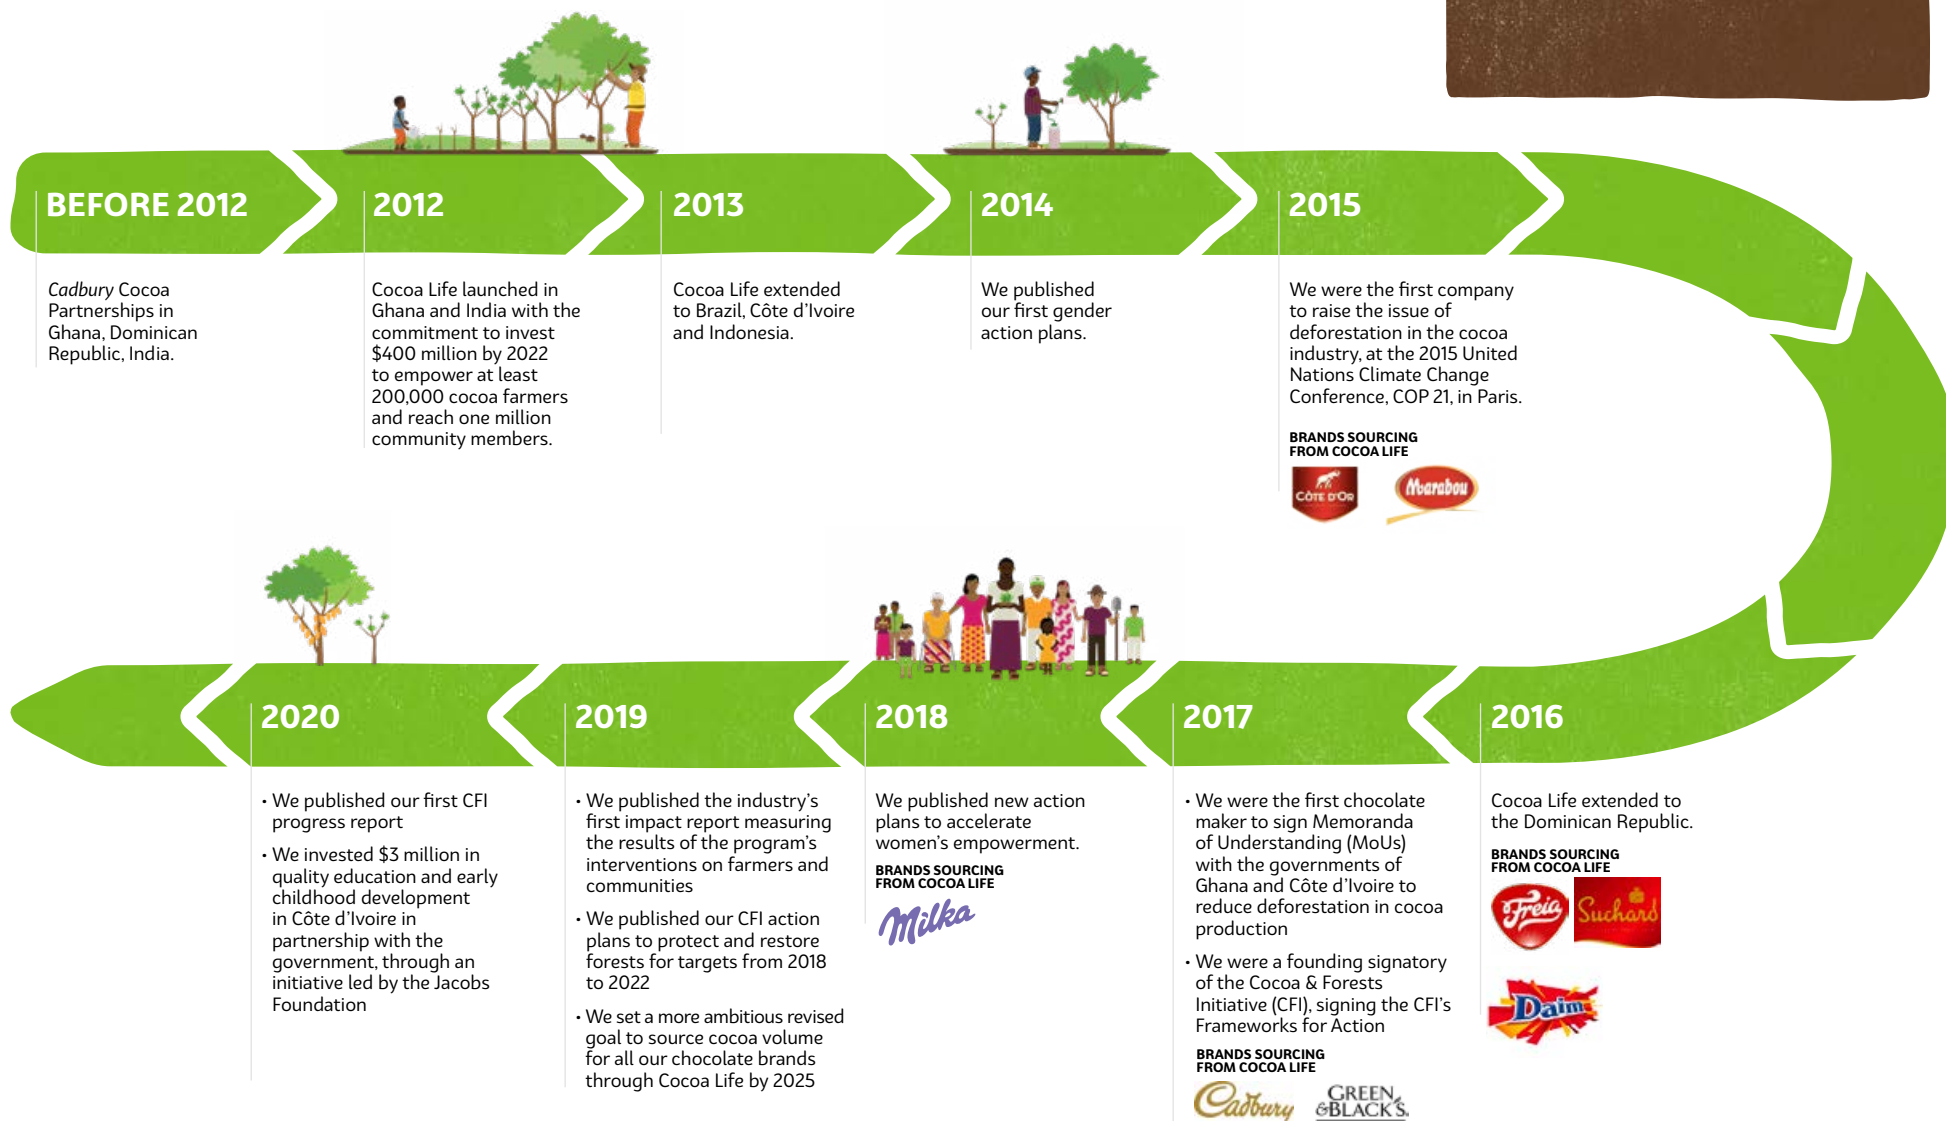 BEFORE 2012
Cadbury Cocoa
Partnerships in
Ghana, Dominican
Republic, India.
2012
Cocoa Life launched in
Ghana and India with the
commitment to invest
$400 million by 2022
to empower at least
200,000 cocoa farmers
and reach one million
community members.
2013
Cocoa Life extended
to Brazil, Côte d'Ivoire
and Indonesia.
2014
We published
our first gender
action plans.
2015
We were the first company
to raise the issue of
deforestation in the cocoa
industry, at the 2015 United
Nations Climate Change
Conference, COP 21, in Paris.
BRANDS SOURCING
FROM COCOA LIFE
CÔTE D'OR
Marabou
2016
Cocoa Life extended to
the Dominican Republic.
BRANDS SOURCING
FROM COCOA LIFE
Freia
Suchard
Daim
2017
• We were the first chocolate
maker to sign Memoranda
of Understanding (MoUs)
with the governments of
Ghana and Côte d'Ivoire to
reduce deforestation in cocoa
production
• We were a founding signatory
of the Cocoa & Forests
Initiative (CFI), signing the CFI's
Frameworks for Action
BRANDS SOURCING
FROM COCOA LIFE
Cadbury
GREEN
&BLACK'S.
2018
We published new action
plans to accelerate
women's empowerment.
BRANDS SOURCING
FROM COCOA LIFE
Milka
2019
• We published the industry's
first impact report measuring
the results of the program's
interventions on farmers and
communities
• We published our CFI action
plans to protect and restore
forests for targets from 2018
to 2022
• We set a more ambitious revised
goal to source cocoa volume
for all our chocolate brands
through Cocoa Life by 2025
2020
• We published our first CFI
progress report
• We invested $3 million in
quality education and early
childhood development
in Côte d'Ivoire in
partnership with the
government, through an
initiative led by the Jacobs
Foundation